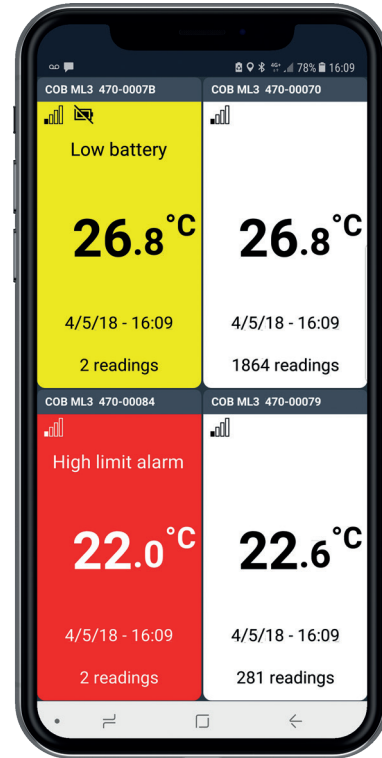 78% 16:09
COB ML3 470-0007B
COB ML3 470-00070
Low battery
26.8°C
26.8°C
4/5/18 - 16:09
4/5/18 - 16:09
2 readings
1864 readings
COB ML3 470-00084
COB ML3 470-00079
High limit alarm
22.0°C
22.6°C
4/5/18 - 16:09
4/5/18 - 16:09
2 readings
281 readings